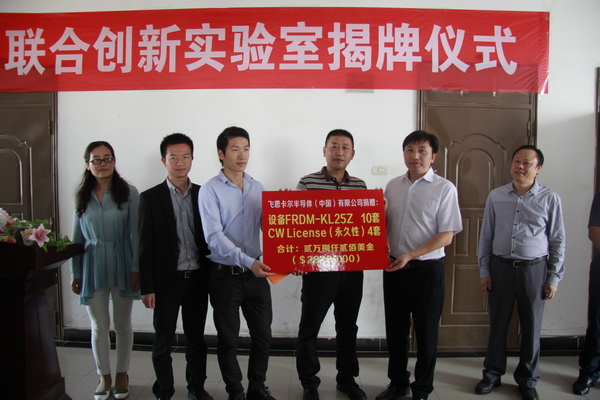 联合创新实验室揭牌仪式
飞思卡尔半导体（中国）有限公司捐赠：
设备FRDM-KL25Z 10套
CW License（永久性）4套
合计：贰万捌仟贰佰美金